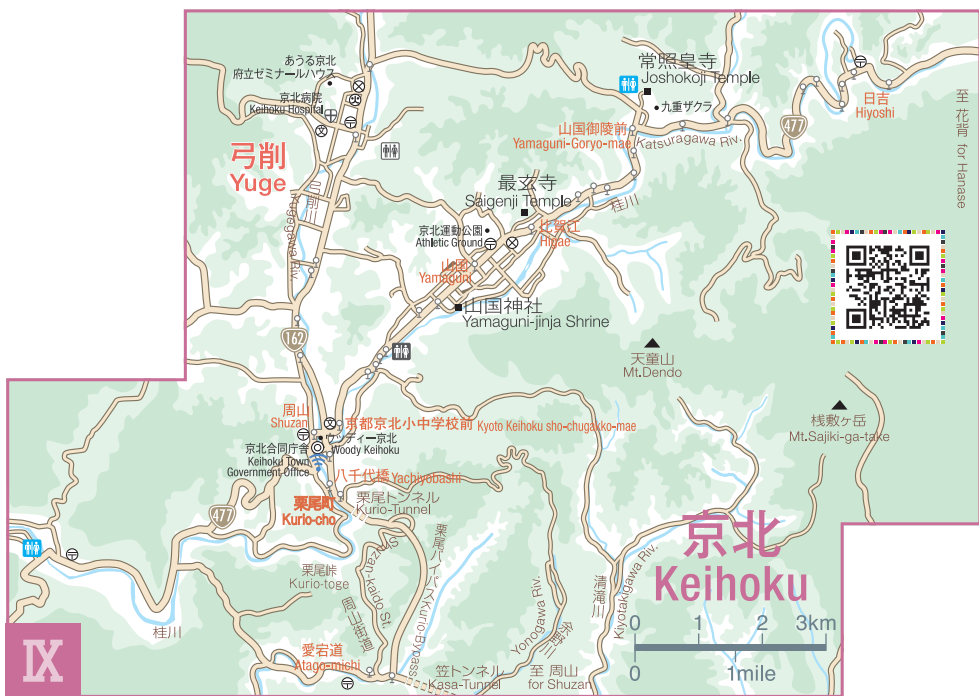 あうる京北
府立ゼミナールハウス
京北病院
Keihoku Hospital
常照皇寺
Joshokoji Temple
九重ザクラ
日吉
Hiyoshi
477
至 花背 for Hanase
山国御陵前
Yamaguni-Goryo-mae
Katsuragawa Riv.
桂川
弓削
Yuge
弓削川
Yugegawa Riv.
最玄寺
Saigenji Temple
京北運動公園
Athletic Ground
比賀江
Higae
山国
Yamaguni
山国神社
Yamaguni-jinja Shrine
162
天童山
Mt.Dendo
桟敷ヶ岳
Mt.Sajiki-ga-take
周山
Shuzan
京都京北小中学校前 Kyoto Keihoku sho-chugakko-mae
ウッディー京北
Woody Keihoku
京北合同庁舎
Keihoku Town
Government Office
八千代橋 Yachiyobashi
栗尾町
Kurio-cho
栗尾トンネル
Kurio-Tunnel
477
栗尾峠
Kurio-toge
Shuzan-kaido St.
周山街道
栗尾バイパス Kurio-Bypass
Yonogawa Riv.
清滝川
Kiyotakigawa Riv.
京北
Keihoku
桂川
愛宕道
Atago-michi
笠トンネル
Kasa-Tunnel
至 周山
for Shuzan
0 1 2 3km
0 1mile
IX